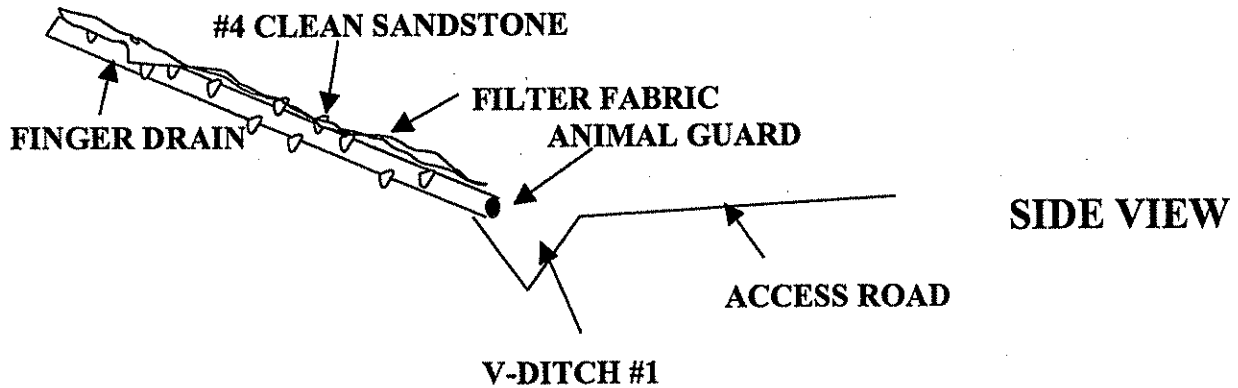 #4 CLEAN SANDSTONE
FILTER FABRIC
FINGER DRAIN
ANIMAL GUARD
SIDE VIEW
ACCESS ROAD
V-DITCH #1